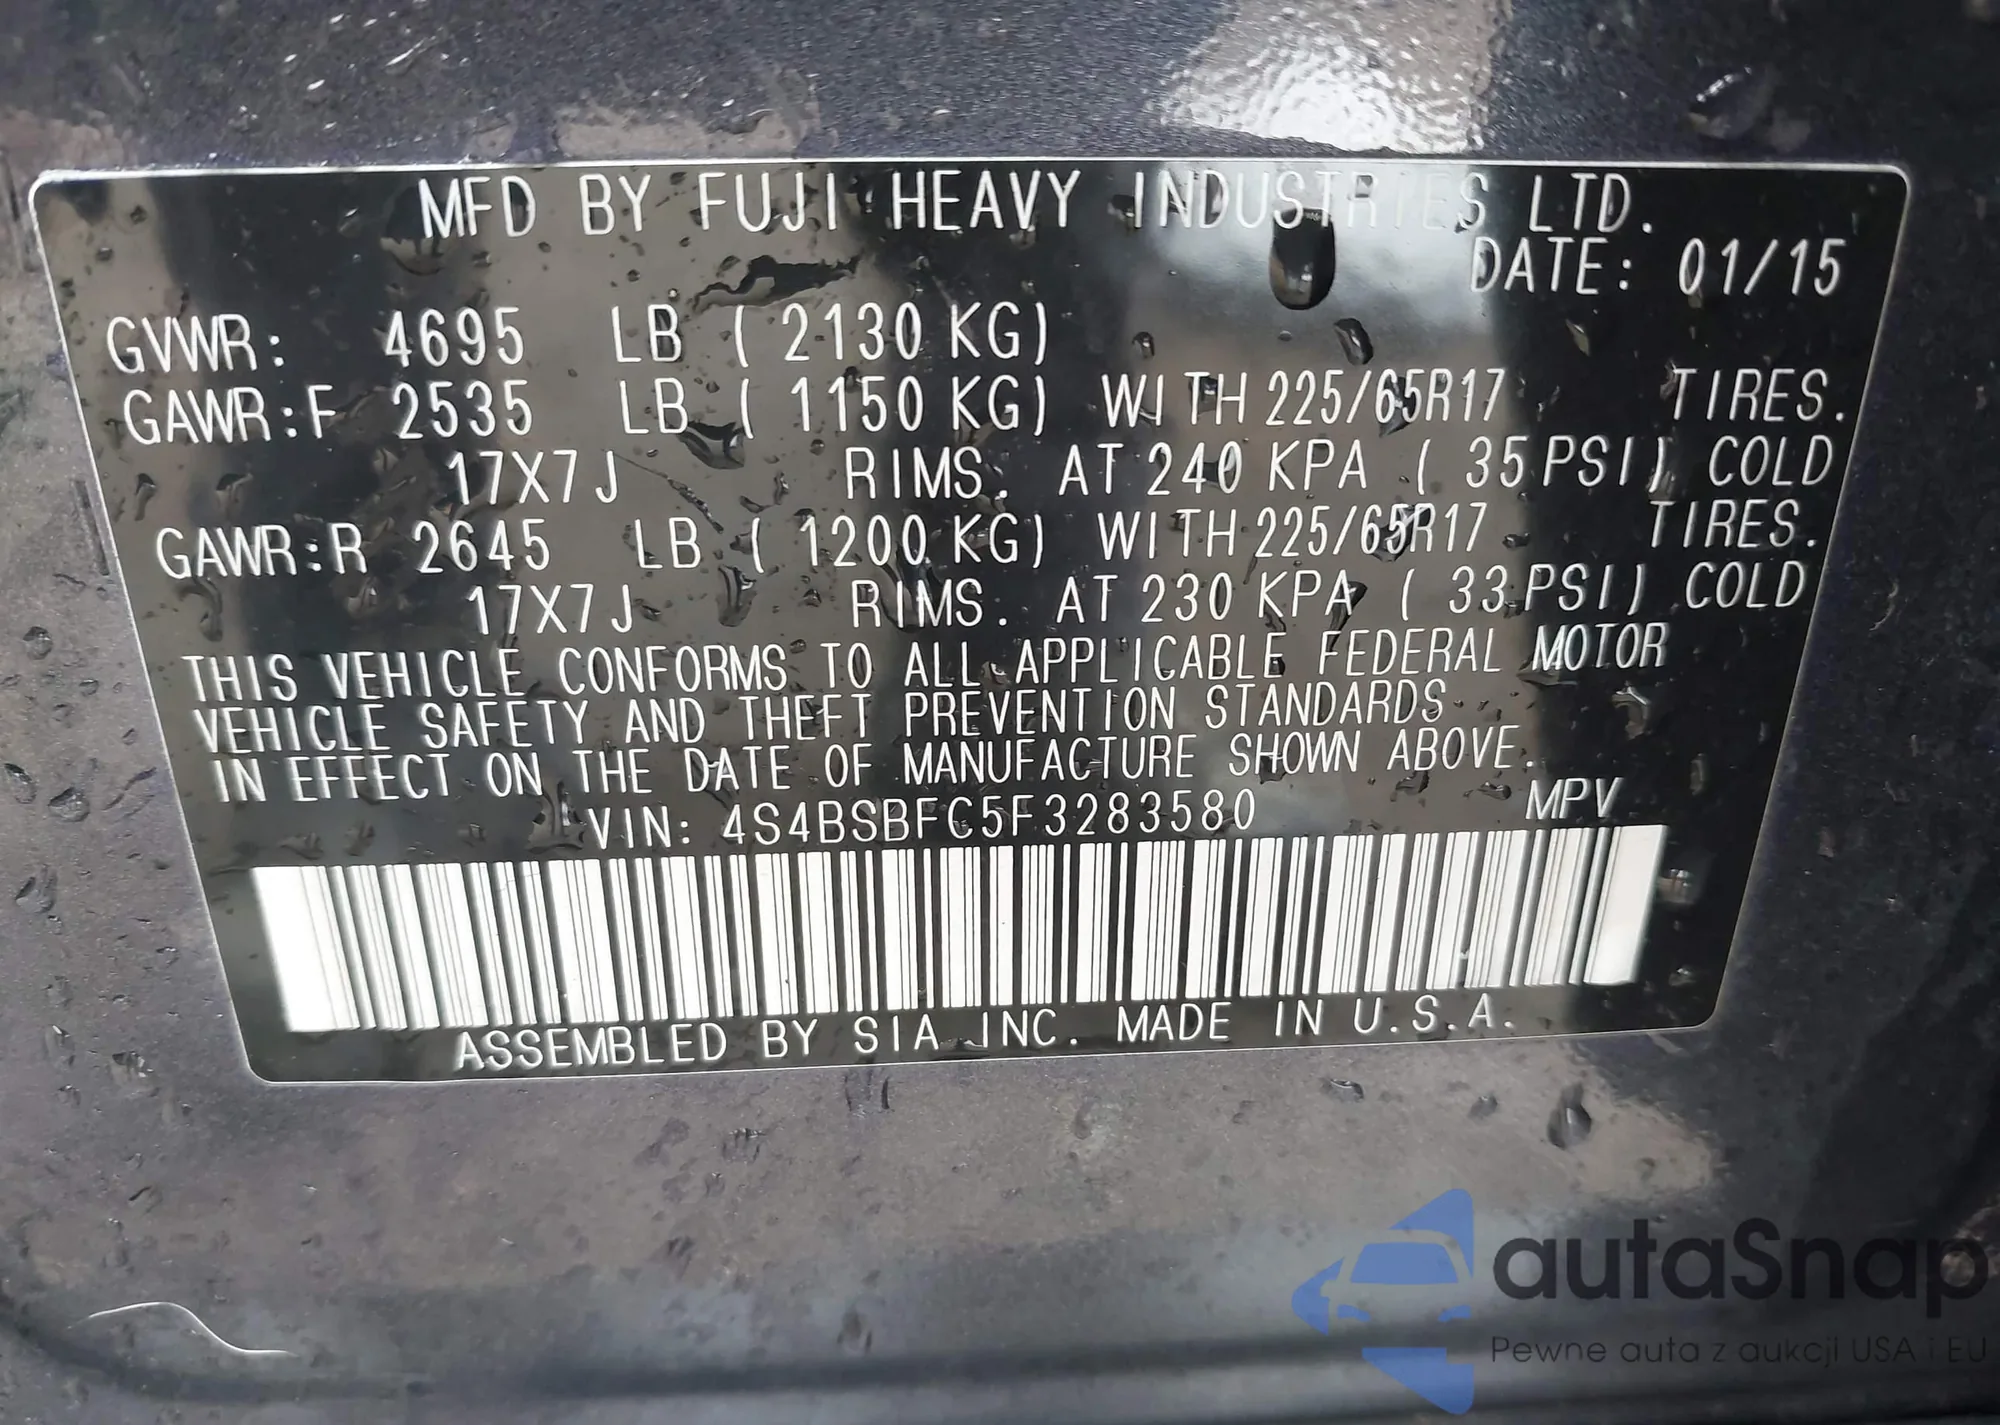 MFD BY FUJI HEAVY INDUSTRIES LTD.
DATE: 01/15
GVWR: 4695 LB ( 2130 KG)
GAWR:F 2535 LB ( 1150 KG) WITH 225/65R17 TIRES.
17X7J RIMS. AT 240 KPA ( 35 PSI) COLD
GAWR:R 2645 LB ( 1200 KG) WITH 225/65R17 TIRES.
17X7J RIMS. AT 230 KPA ( 33 PSI) COLD
THIS VEHICLE CONFORMS TO ALL APPLICABLE FEDERAL MOTOR
VEHICLE SAFETY AND THEFT PREVENTION STANDARDS
IN EFFECT ON THE DATE OF MANUFACTURE SHOWN ABOVE.
VIN: 4S4BSBFC5F3283580 MPV
ASSEMBLED BY SIA INC. MADE IN U.S.A.
autaSnap
Pewne auta z aukcji USA i EU